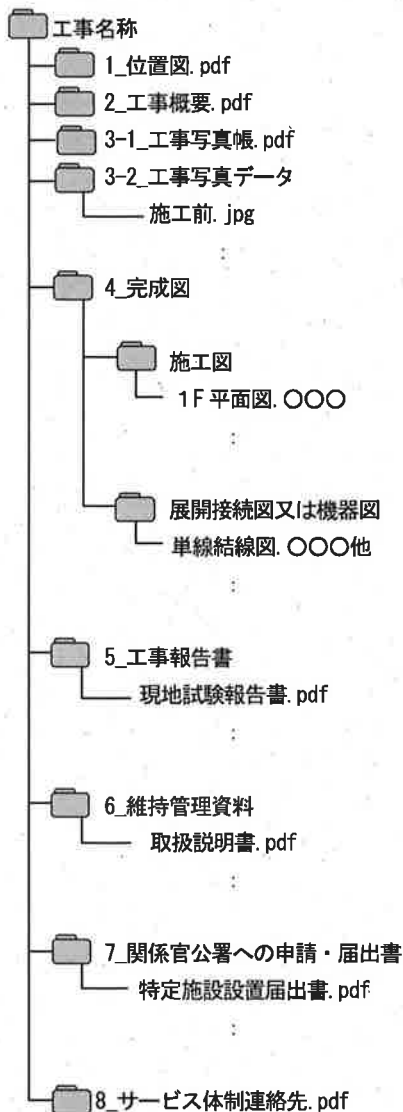 工事名称
1_位置図.pdf
2_工事概要.pdf
3-1_工事写真帳.pdf
3-2_工事写真データ
施工前.jpg
:
4_完成図
施工図
1F平面図.〇〇〇
:
展開接続図又は機器図
単線結線図.〇〇〇他
:
5_工事報告書
現地試験報告書.pdf
:
6_維持管理資料
取扱説明書.pdf
:
7_関係官公署への申請・届出書
特定施設設置届出書.pdf
:
8_サービス体制連絡先.pdf